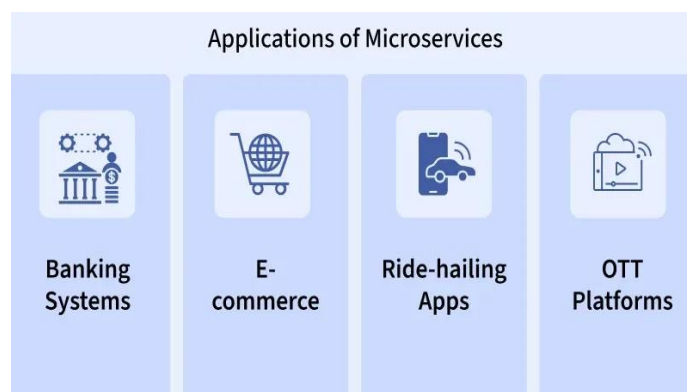 Applications of Microservices
Banking
Systems
E-
commerce
Ride-hailing
Apps
OTT
Platforms